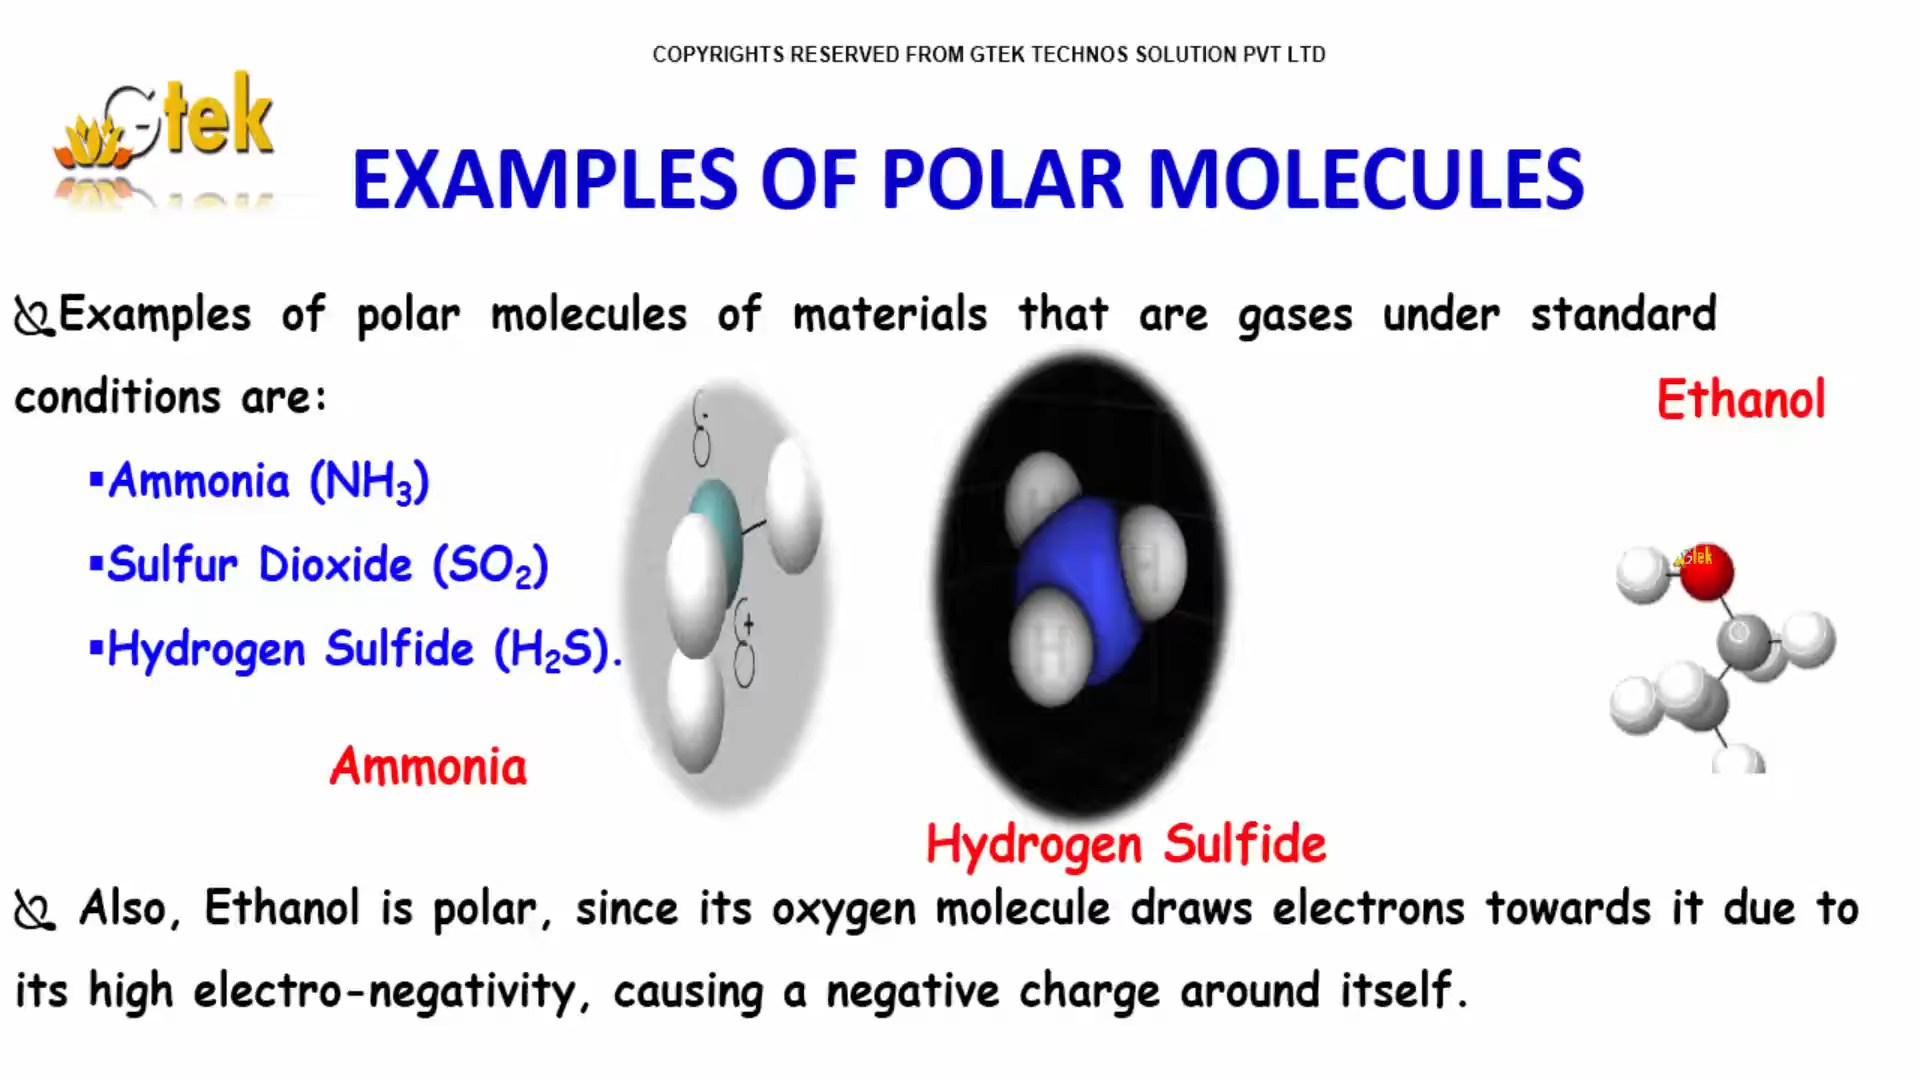 COPYRIGHTS RESERVED FROM GTEK TECHNOS SOLUTION PVT LTD
Gtek
EXAMPLES OF POLAR MOLECULES
Examples of polar molecules of materials that are gases under standard
conditions are:
Ethanol
▪Ammonia (NH₃)
▪Sulfur Dioxide (SO₂)
▪Hydrogen Sulfide (H₂S).
δ-
δ+
H
H
H
Gtek
Ammonia
Hydrogen Sulfide
Also, Ethanol is polar, since its oxygen molecule draws electrons towards it due to
its high electro-negativity, causing a negative charge around itself.